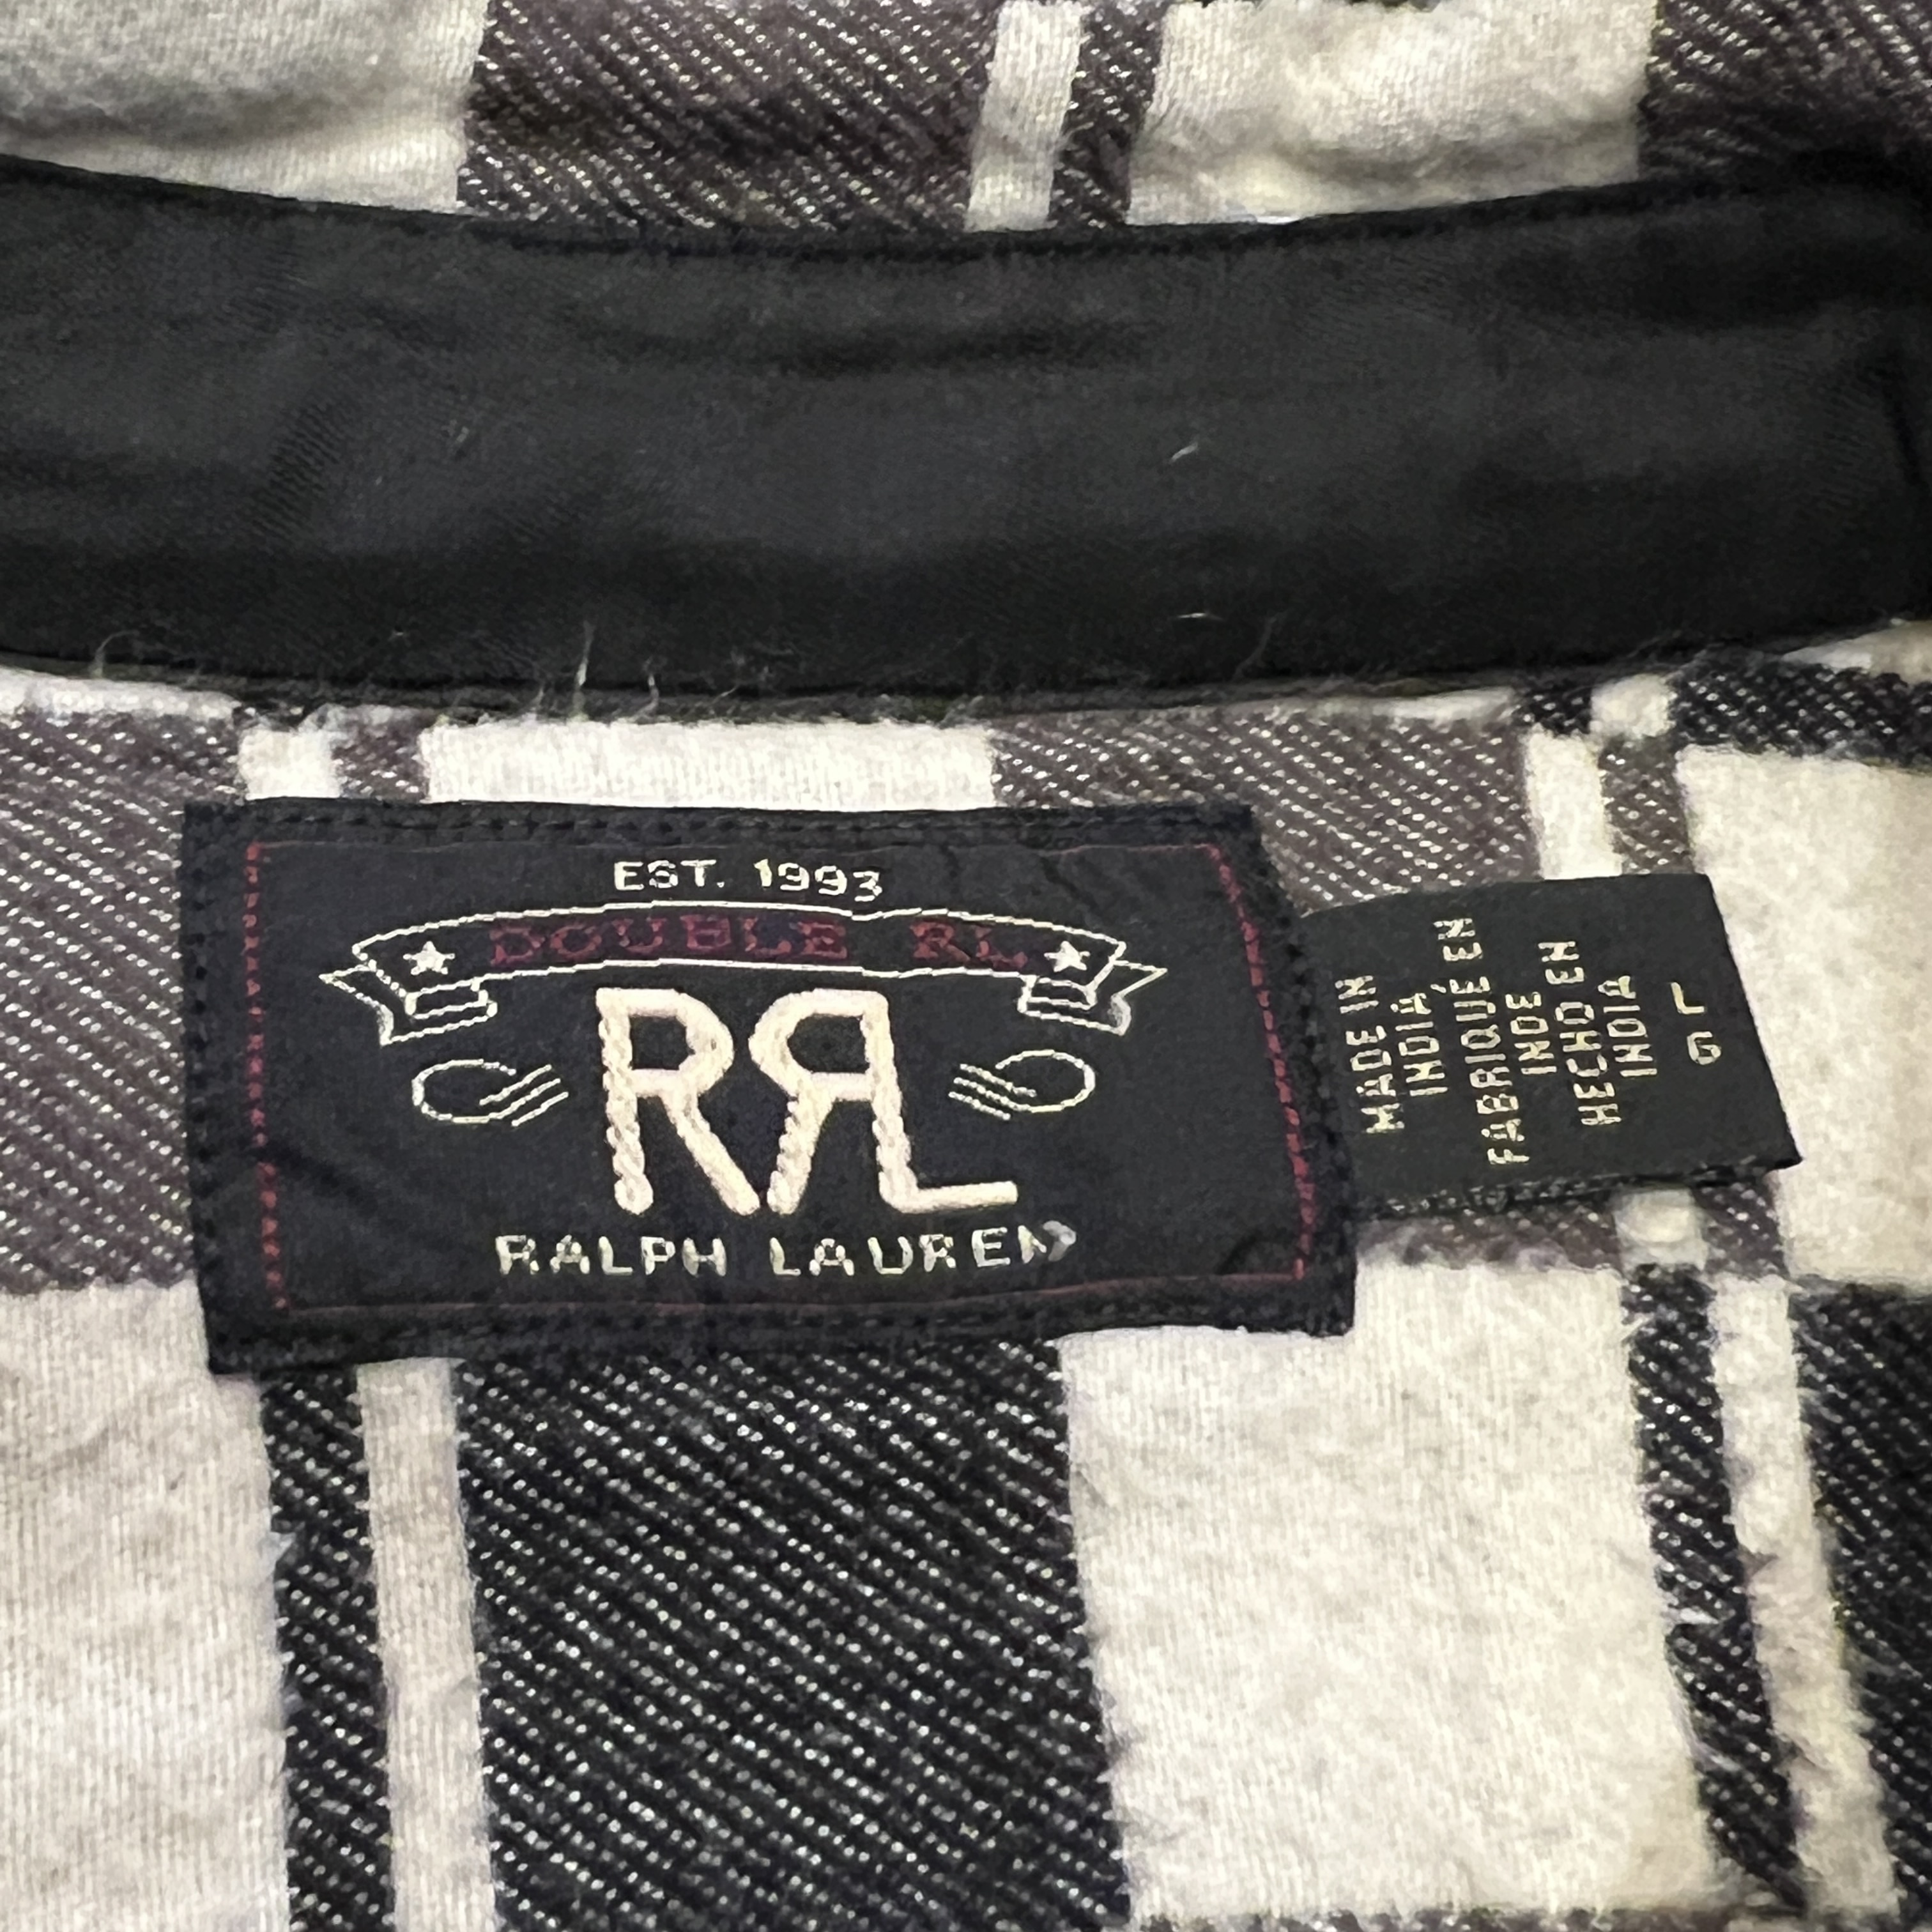 EST. 1993
DOUBLE RL
RRL
RALPH LAUREN
MADE IN
INDIA
FABRIQUÉ EN
INDE
HECHO EN
INDIA
L
G